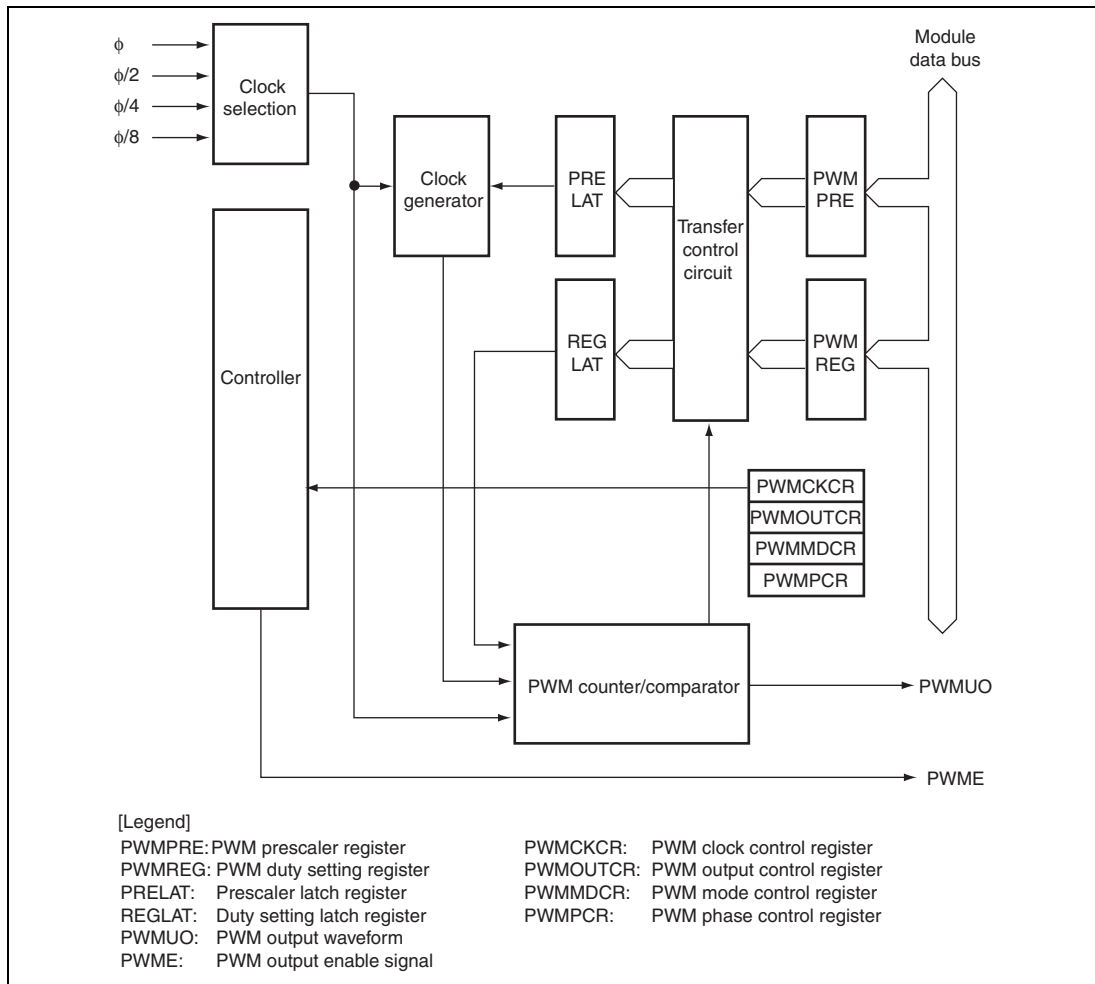 ϕ
ϕ/2
ϕ/4
ϕ/8
Clock
selection
Module
data bus
Clock
generator
PRE
LAT
Transfer
control
circuit
PWM
PRE
REG
LAT
PWM
REG
Controller
PWMCKCR
PWMOUTCR
PWMMDCR
PWMPCR
PWM counter/comparator
PWMUO
PWME
[Legend]
PWMPRE: PWM prescaler register
PWMREG: PWM duty setting register
PRELAT: Prescaler latch register
REGLAT: Duty setting latch register
PWMUO: PWM output waveform
PWME: PWM output enable signal
PWMCKCR: PWM clock control register
PWMOUTCR: PWM output control register
PWMMDCR: PWM mode control register
PWMPCR: PWM phase control register